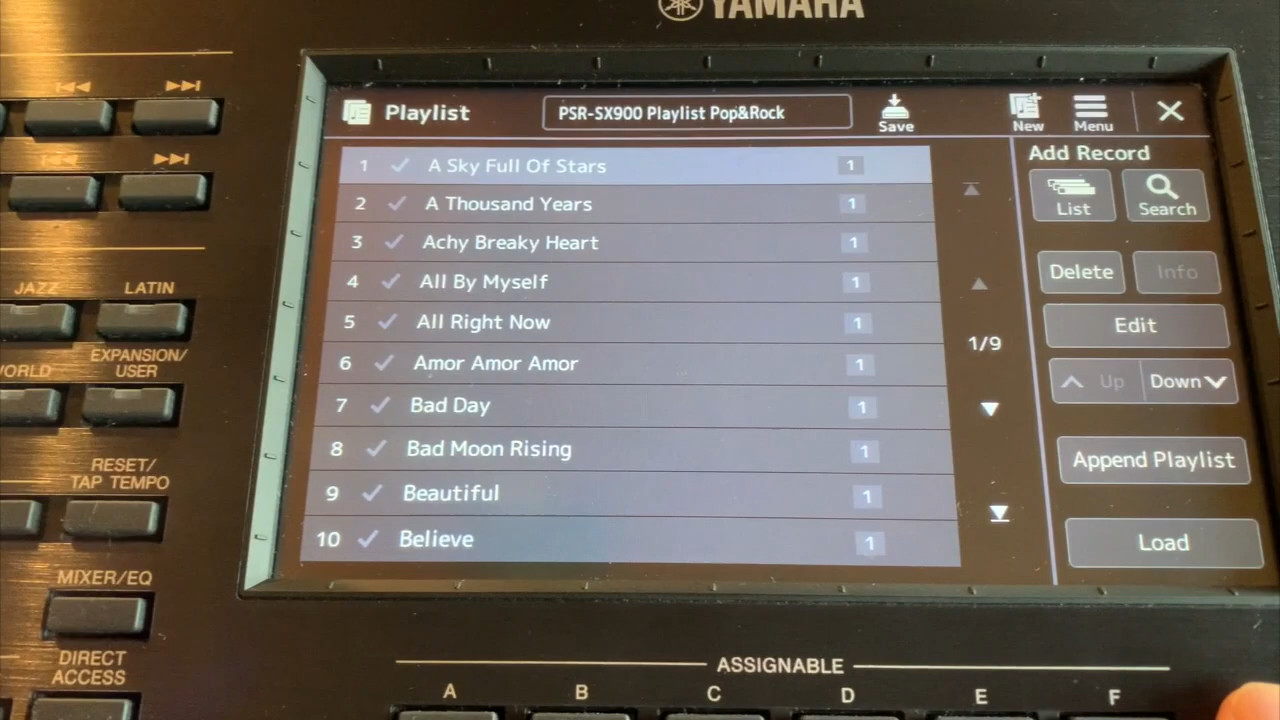 YAMAHA
Playlist
PSR-SX900 Playlist Pop&Rock
Save
New
Menu
1 A Sky Full Of Stars 1
2 A Thousand Years 1
3 Achy Breaky Heart 1
4 All By Myself 1
5 All Right Now 1
6 Amor Amor Amor 1
7 Bad Day 1
8 Bad Moon Rising 1
9 Beautiful 1
10 Believe 1
1/9
Add Record
List
Search
Delete
Info
Edit
Up
Down
Append Playlist
Load
JAZZ
LATIN
EXPANSION/
USER
RESET/
TAP TEMPO
MIXER/EQ
DIRECT
ACCESS
ASSIGNABLE
A B C D E F